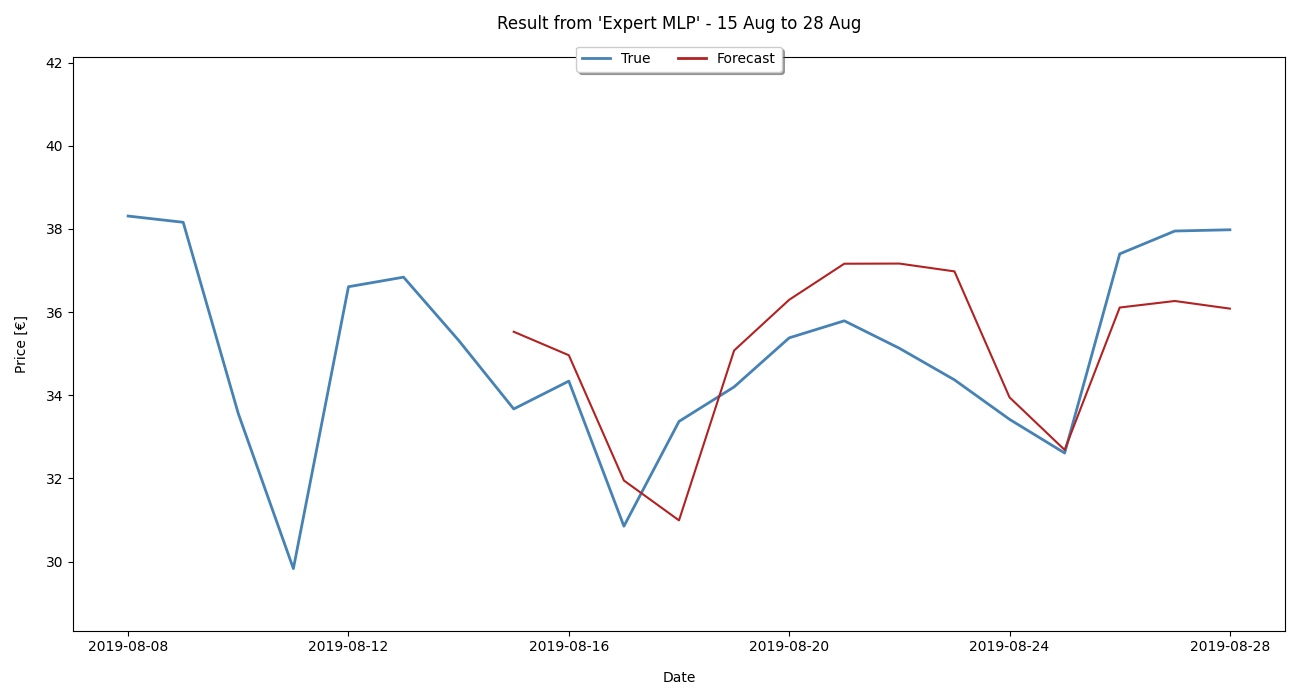 Result from 'Expert MLP' - 15 Aug to 28 Aug
True Forecast
42
40
38
36
34
32
30
Price [€]
2019-08-08 2019-08-12 2019-08-16 2019-08-20 2019-08-24 2019-08-28
Date